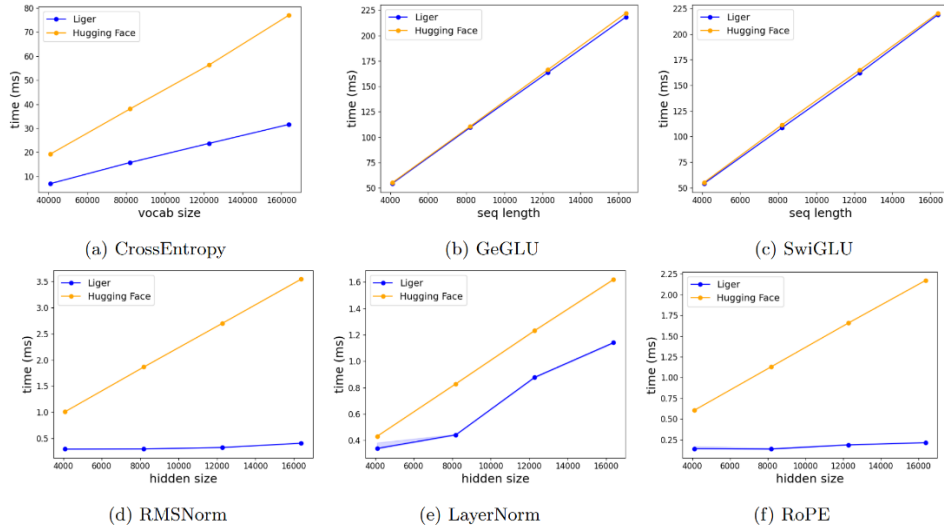 Liger
Hugging Face
time (ms)
80
70
60
50
40
30
20
10
40000 60000 80000 100000 120000 140000 160000
vocab size
(a) CrossEntropy
Liger
Hugging Face
time (ms)
225
200
175
150
125
100
75
50
4000 6000 8000 10000 12000 14000 16000
seq length
(b) GeGLU
Liger
Hugging Face
time (ms)
225
200
175
150
125
100
75
50
4000 6000 8000 10000 12000 14000 16000
seq length
(c) SwiGLU
Liger
Hugging Face
time (ms)
3.5
3.0
2.5
2.0
1.5
1.0
0.5
4000 6000 8000 10000 12000 14000 16000
hidden size
(d) RMSNorm
Liger
Hugging Face
time (ms)
1.6
1.4
1.2
1.0
0.8
0.6
0.4
4000 6000 8000 10000 12000 14000 16000
hidden size
(e) LayerNorm
Liger
Hugging Face
time (ms)
2.25
2.00
1.75
1.50
1.25
1.00
0.75
0.50
0.25
4000 6000 8000 10000 12000 14000 16000
hidden size
(f) RoPE